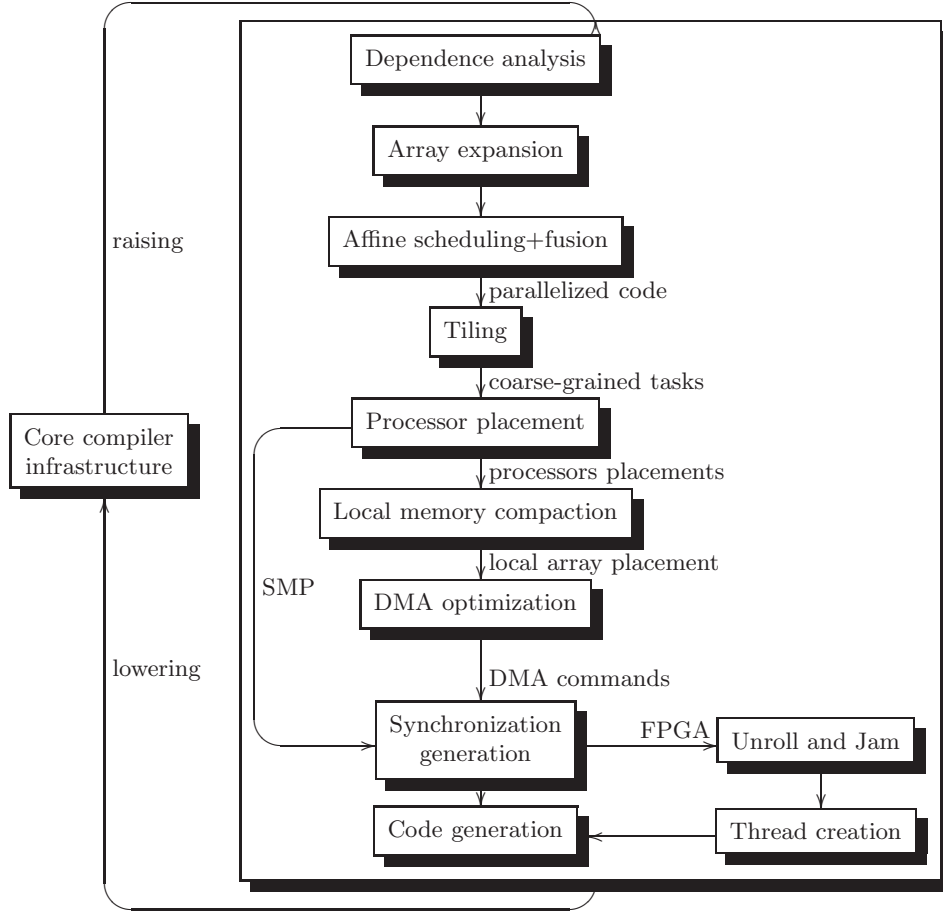 Dependence analysis
Array expansion
raising
Affine scheduling+fusion
parallelized code
Tiling
coarse-grained tasks
Core compiler
infrastructure
Processor placement
processors placements
Local memory compaction
local array placement
SMP
DMA optimization
lowering
DMA commands
Synchronization
generation
FPGA
Unroll and Jam
Code generation
Thread creation